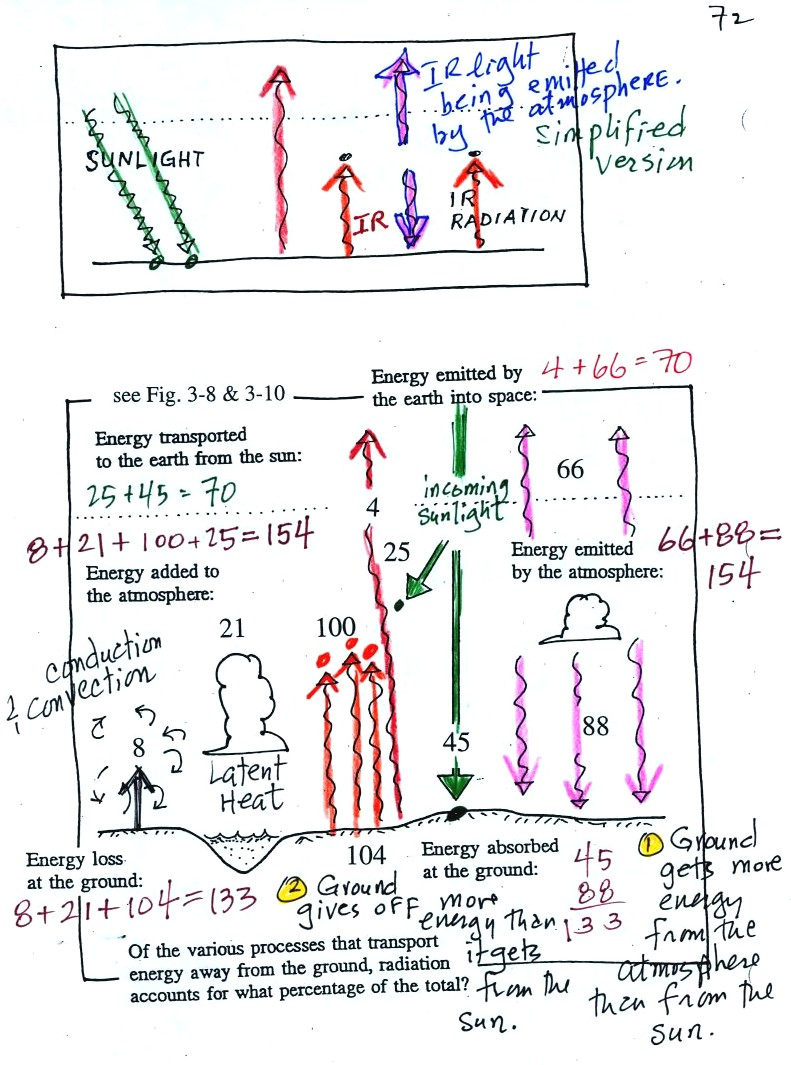 72
IR light
being emitted
by the atmosphere.
Simplified
version
SUNLIGHT
IR
IR
RADIATION
Energy emitted by
the earth into space:
4 + 66 = 70
see Fig. 3-8 & 3-10
Energy transported
to the earth from the sun:
25 + 45 = 70
4
incoming
sunlight
66
8 + 21 + 100 + 25 = 154
25
Energy emitted
by the atmosphere:
66 + 88 =
154
Energy added to
the atmosphere:
21
100
conduction
convection
8
Latent
Heat
45
88
Energy loss
at the ground:
8 + 21 + 104 = 133
104
Energy absorbed
at the ground:
45
88
133
① Ground
gets more
energy
from the
atmosphere
than from the
sun.
② Ground
gives off more
energy than
it gets
from the
sun.
Of the various processes that transport
energy away from the ground, radiation
accounts for what percentage of the total?